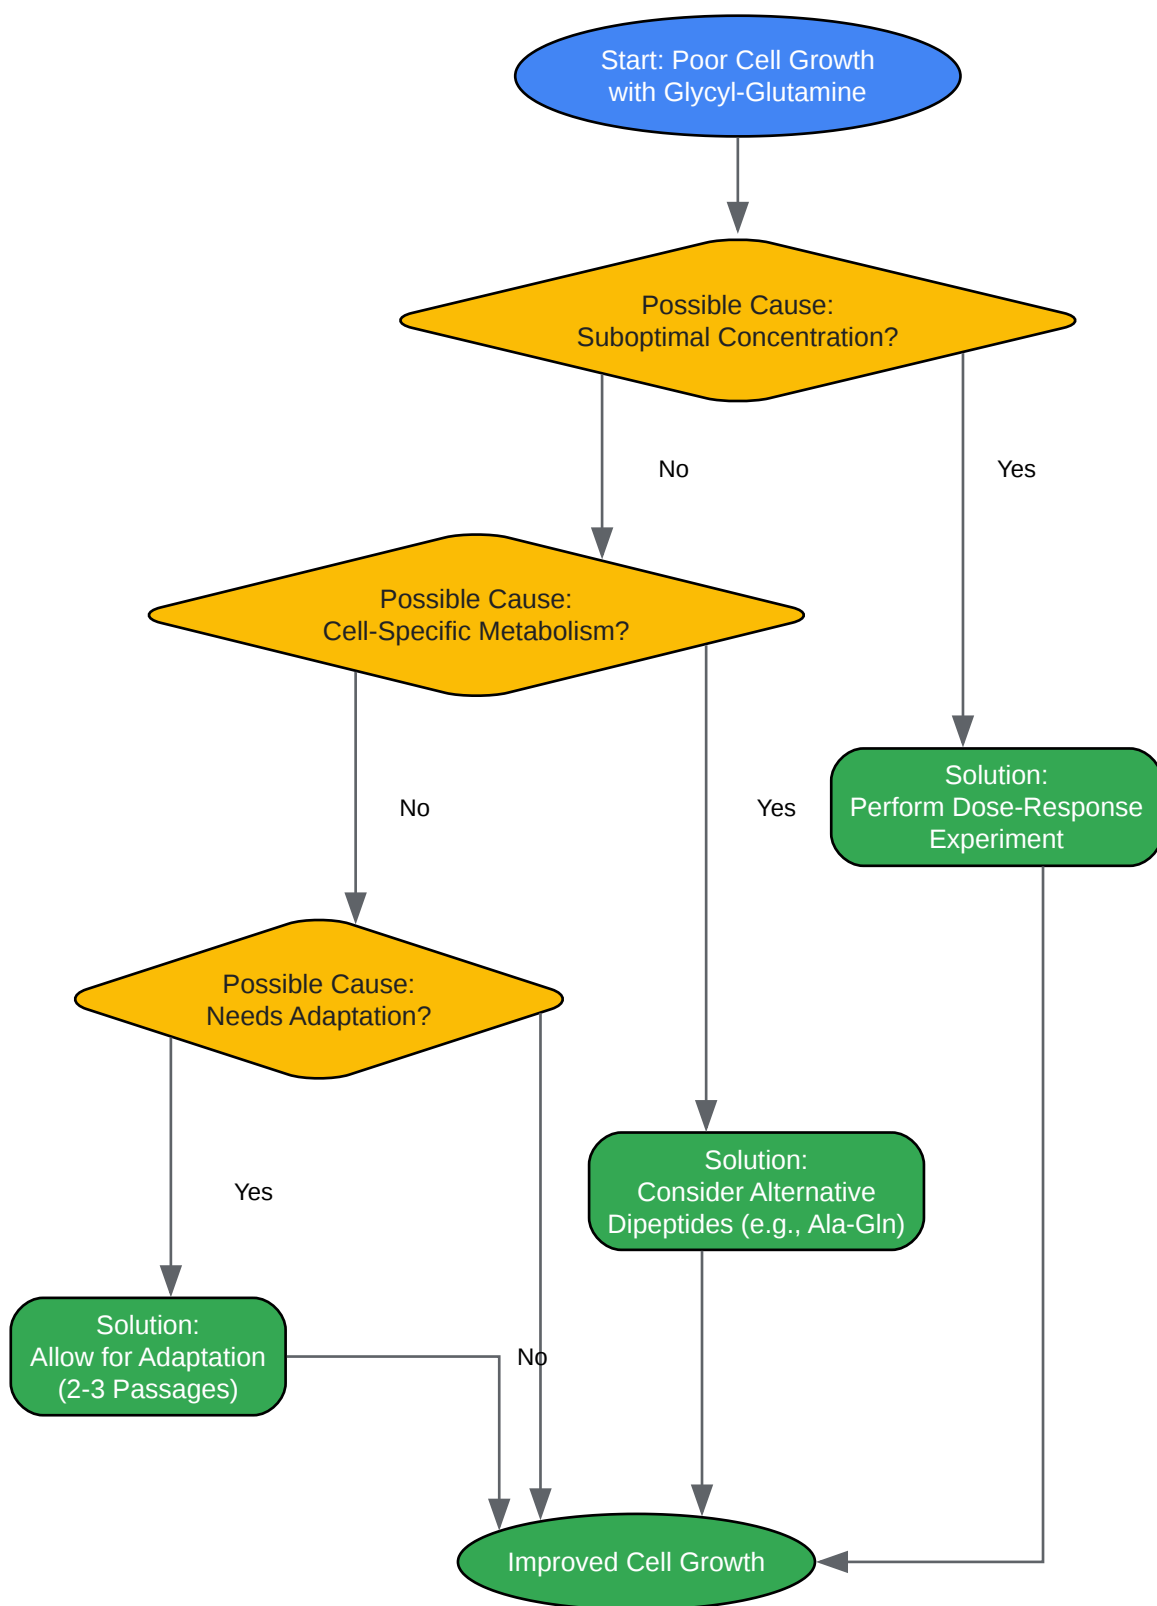 Start: Poor Cell Growth
with Glycyl-Glutamine
Possible Cause:
Suboptimal Concentration?
No
Yes
Possible Cause:
Cell-Specific Metabolism?
No
Yes
Solution:
Perform Dose-Response
Experiment
Possible Cause:
Needs Adaptation?
Yes
Solution:
Consider Alternative
Dipeptides (e.g., Ala-Gln)
Solution:
Allow for Adaptation
(2-3 Passages)
No
Improved Cell Growth